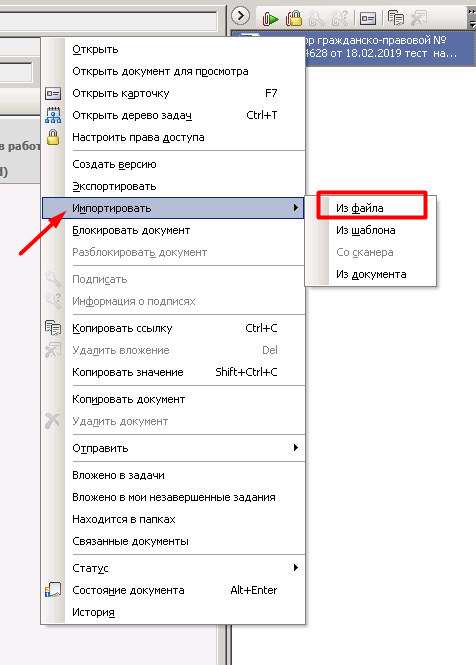 ор гражданско-правовой №
4628 от 18.02.2019 тест на...
в работ
Открыть
Открыть документ для просмотра
Открыть карточку F7
Открыть дерево задач Ctrl+T
Настроить права доступа
Создать версию
Экспортировать
Импортировать
Из файла
Из шаблона
Со сканера
Из документа
Блокировать документ
Разблокировать документ
Подписать
Информация о подписях
Копировать ссылку Ctrl+C
Удалить вложение Del
Копировать значение Shift+Ctrl+C
Копировать документ
Удалить документ
Отправить
Вложено в задачи
Вложено в мои незавершенные задания
Находится в папках
Связанные документы
Статус
Состояние документа Alt+Enter
История